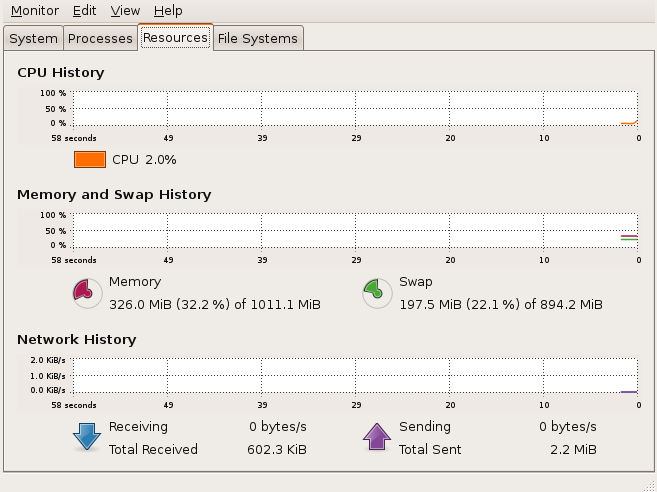 Monitor Edit View Help
System Processes Resources File Systems
CPU History
100 %
50 %
0 %
58 seconds 49 39 29 20 10 0
CPU 2.0%
Memory and Swap History
100 %
50 %
0 %
58 seconds 49 39 29 20 10 0
Memory Swap
326.0 MiB (32.2 %) of 1011.1 MiB 197.5 MiB (22.1 %) of 894.2 MiB
Network History
2.0 KiB/s
1.0 KiB/s
0.0 KiB/s
58 seconds 49 39 29 20 10 0
Receiving 0 bytes/s Sending 0 bytes/s
Total Received 602.3 KiB Total Sent 2.2 MiB